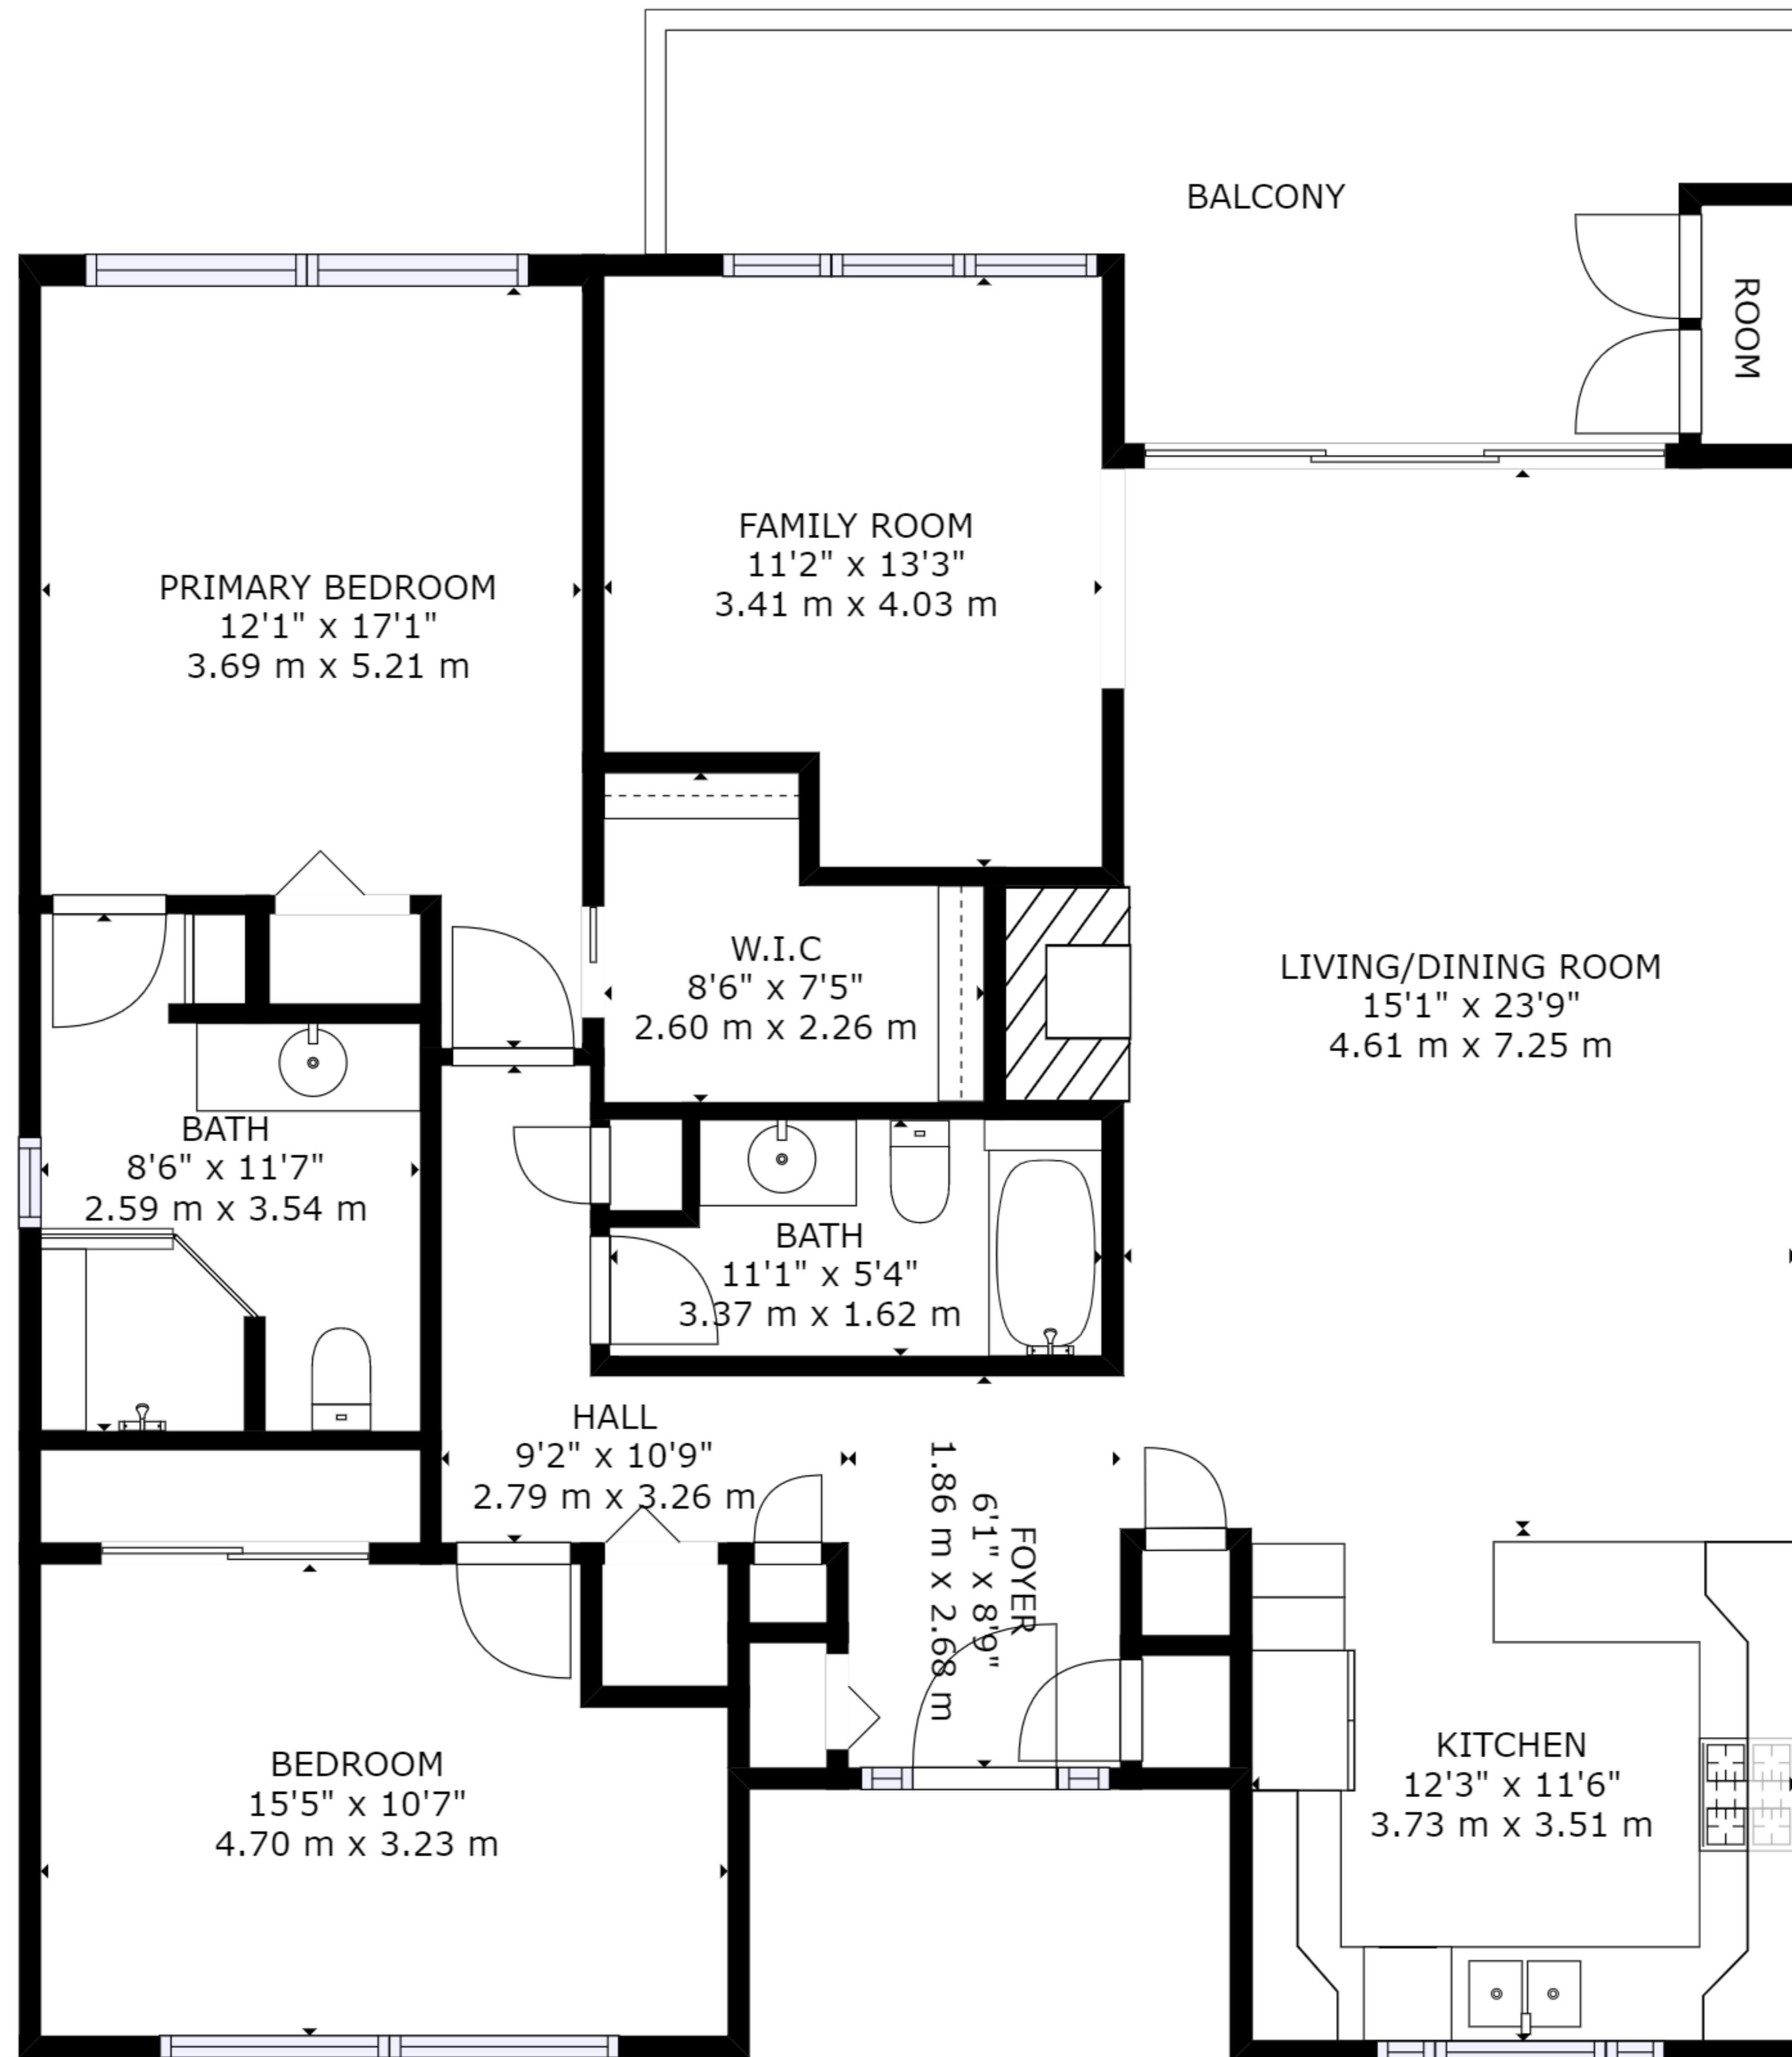 BALCONY
ROOM
FAMILY ROOM
11'2" x 13'3"
3.41 m x 4.03 m
PRIMARY BEDROOM
12'1" x 17'1"
3.69 m x 5.21 m
W.I.C
8'6" x 7'5"
2.60 m x 2.26 m
LIVING/DINING ROOM
15'1" x 23'9"
4.61 m x 7.25 m
BATH
8'6" x 11'7"
2.59 m x 3.54 m
BATH
11'1" x 5'4"
3.37 m x 1.62 m
HALL
9'2" x 10'9"
2.79 m x 3.26 m
FOYER
6'1" x 8'9"
1.86 m x 2.68 m
BEDROOM
15'5" x 10'7"
4.70 m x 3.23 m
KITCHEN
12'3" x 11'6"
3.73 m x 3.51 m